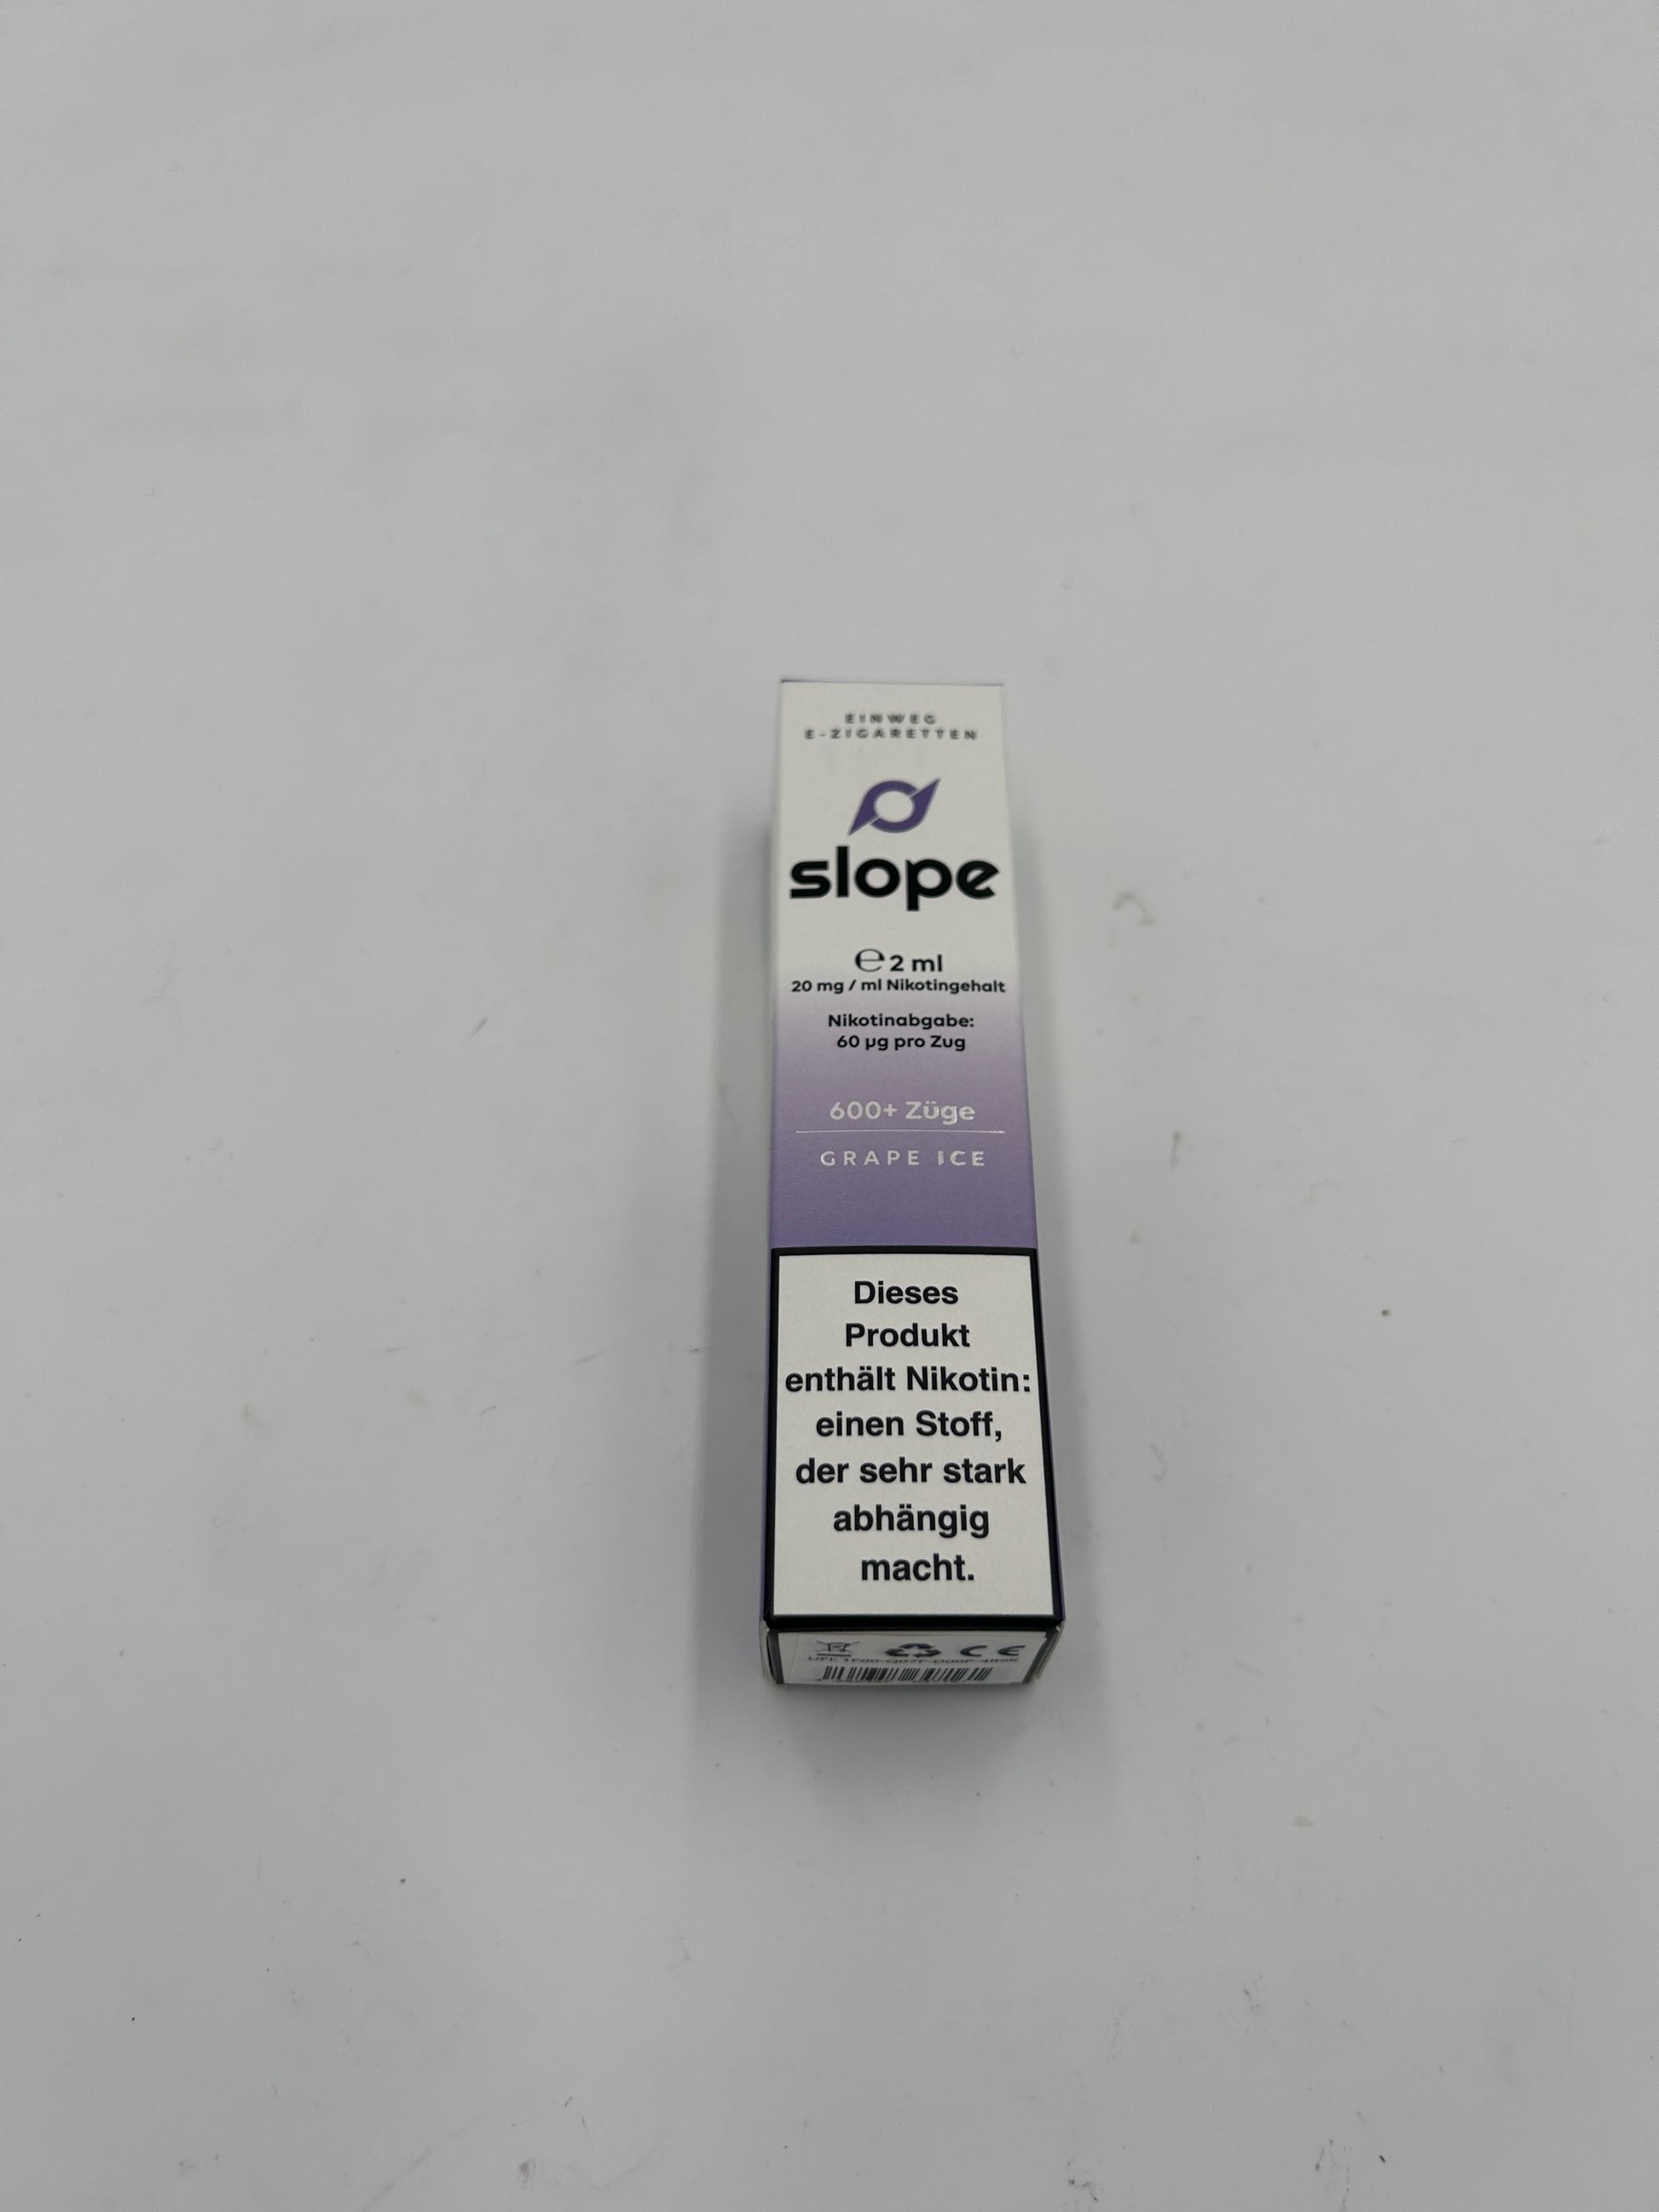 EINWEG
E-ZIGARETTEN
slope
℮ 2 ml
20 mg / ml Nikotingehalt
Nikotinabgabe:
60 µg pro Zug
600+ Züge
GRAPE ICE
Dieses
Produkt
enthält Nikotin:
einen Stoff,
der sehr stark
abhängig
macht.
CE